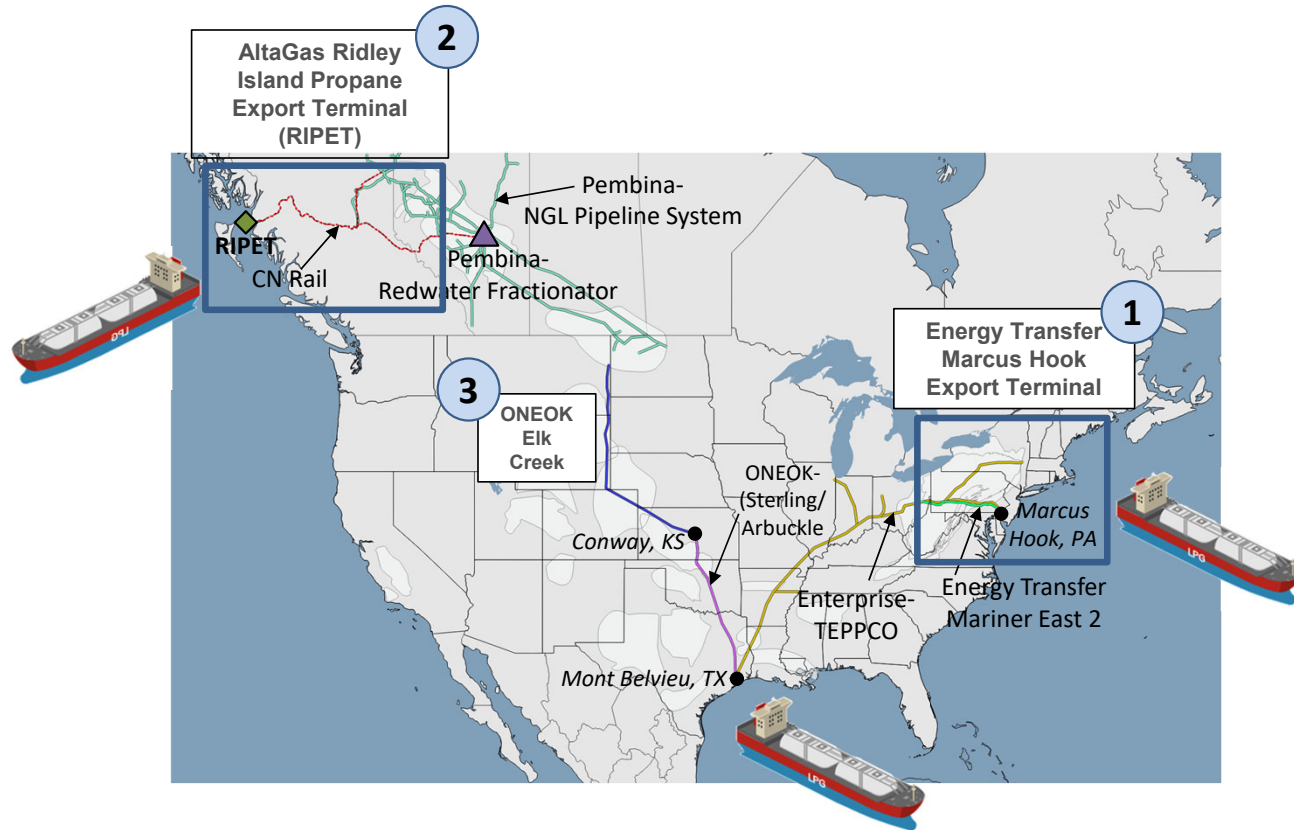 2
AltaGas Ridley
Island Propane
Export Terminal
(RIPET)
Pembina-
NGL Pipeline System
RIPET
CN Rail
Pembina-
Redwater Fractionator
LPG
1
Energy Transfer
Marcus Hook
Export Terminal
3
ONEOK
Elk
Creek
ONEOK-
(Sterling/
Arbuckle
Conway, KS
Marcus
Hook, PA
LPG
Enterprise-
TEPPCO
Energy Transfer
Mariner East 2
Mont Belvieu, TX
LPG